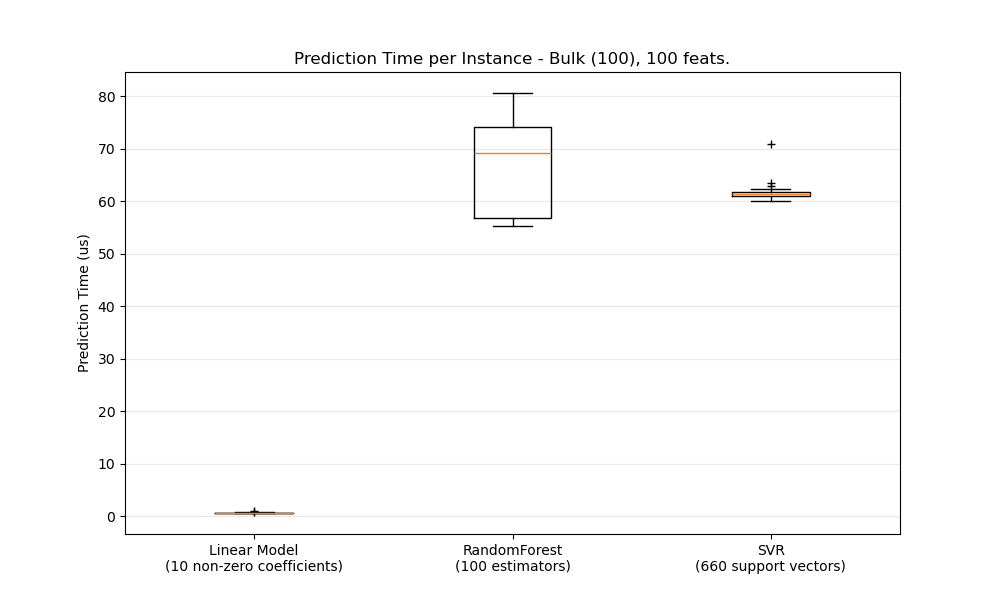 Prediction Time per Instance - Bulk (100), 100 feats.
Prediction Time (us)
80
70
60
50
40
30
20
10
0
Linear Model
(10 non-zero coefficients)
RandomForest
(100 estimators)
SVR
(660 support vectors)